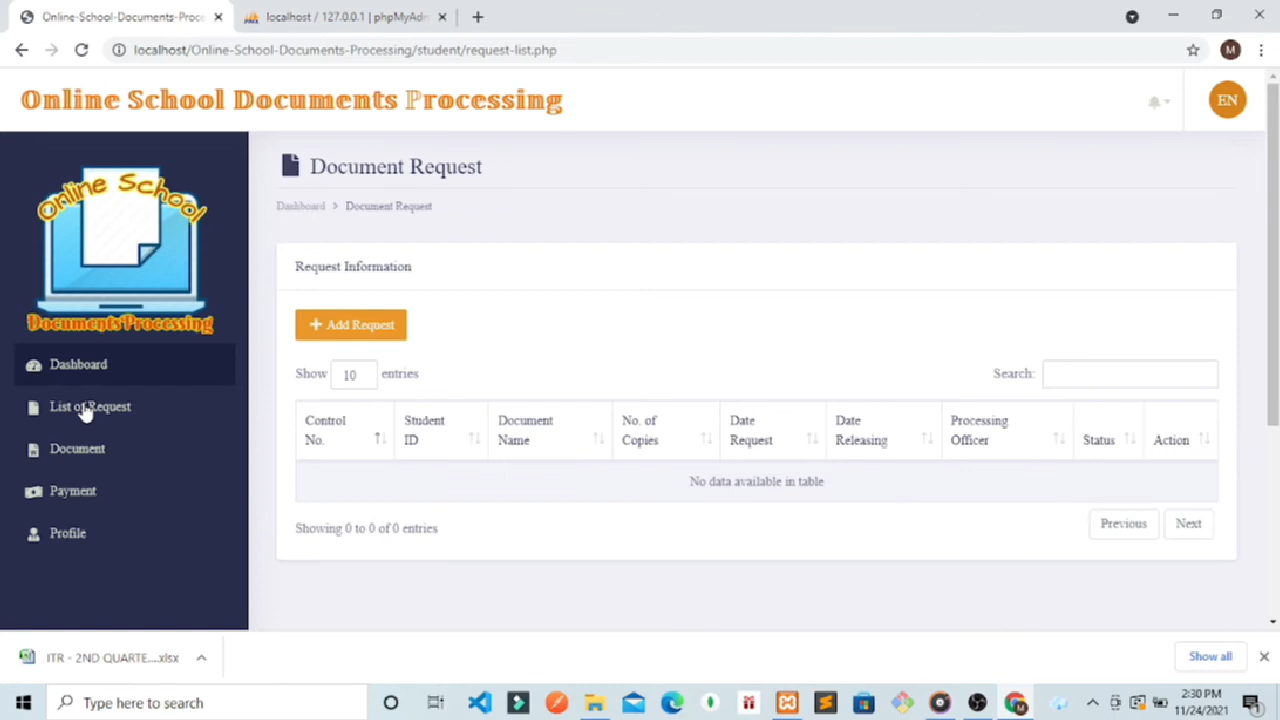 Online-School-Documents-Proce
localhost / 127.0.0.1 | phpMyAdm
localhost/Online-School-Documents-Processing/student/request-list.php
M
Online School Documents Processing
EN
Online School
DocumentsProcessing
Dashboard
List of Request
Document
Payment
Profile
Document Request
Dashboard > Document Request
Request Information
+ Add Request
Show 10 entries
Search:
Control No.
Student ID
Document Name
No. of Copies
Date Request
Date Releasing
Processing Officer
Status
Action
No data available in table
Showing 0 to 0 of 0 entries
Previous
Next
ITR - 2ND QUARTE....xlsx
Show all
Type here to search
2:30 PM
11/24/2021